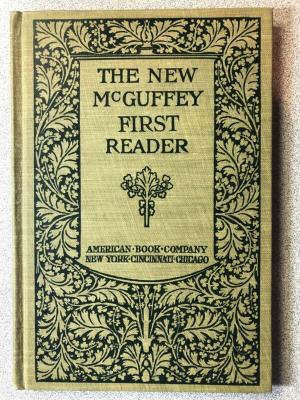 THE NEW
McGUFFEY
FIRST
READER
AMERICAN·BOOK·COMPANY
NEW YORK·CINCINNATI·CHICAGO